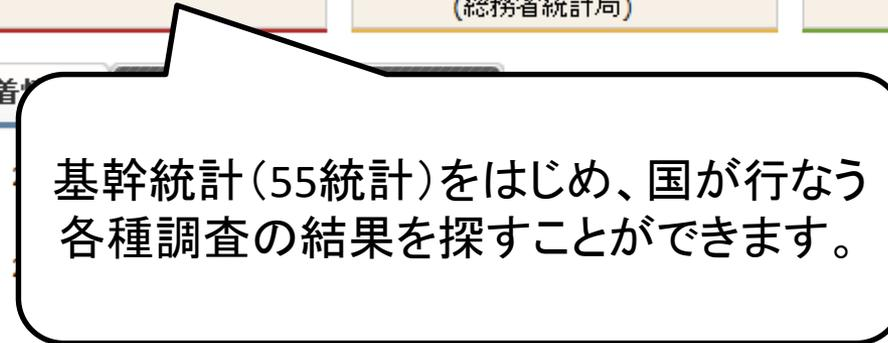 (総務省統計局)
着
基幹統計(55統計)をはじめ、国が行なう
各種調査の結果を探すことができます。